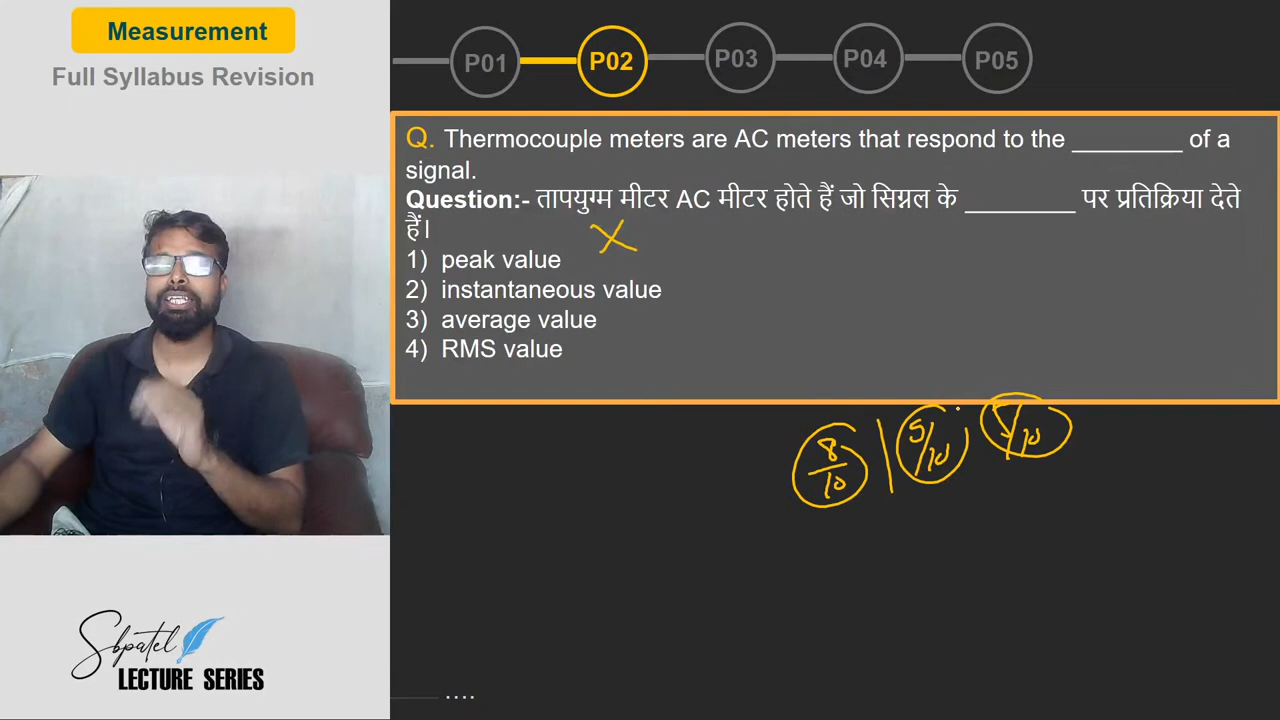 Measurement
Full Syllabus Revision
P01
P02
P03
P04
P05
Q. Thermocouple meters are AC meters that respond to the ________ of a
signal.
Question:- तापयुग्म मीटर AC मीटर होते हैं जो सिग्नल के ________ पर प्रतिक्रिया देते
हैं।
1) peak value
2) instantaneous value
3) average value
4) RMS value
8/10
5/10
Sbpatel
LECTURE SERIES
....